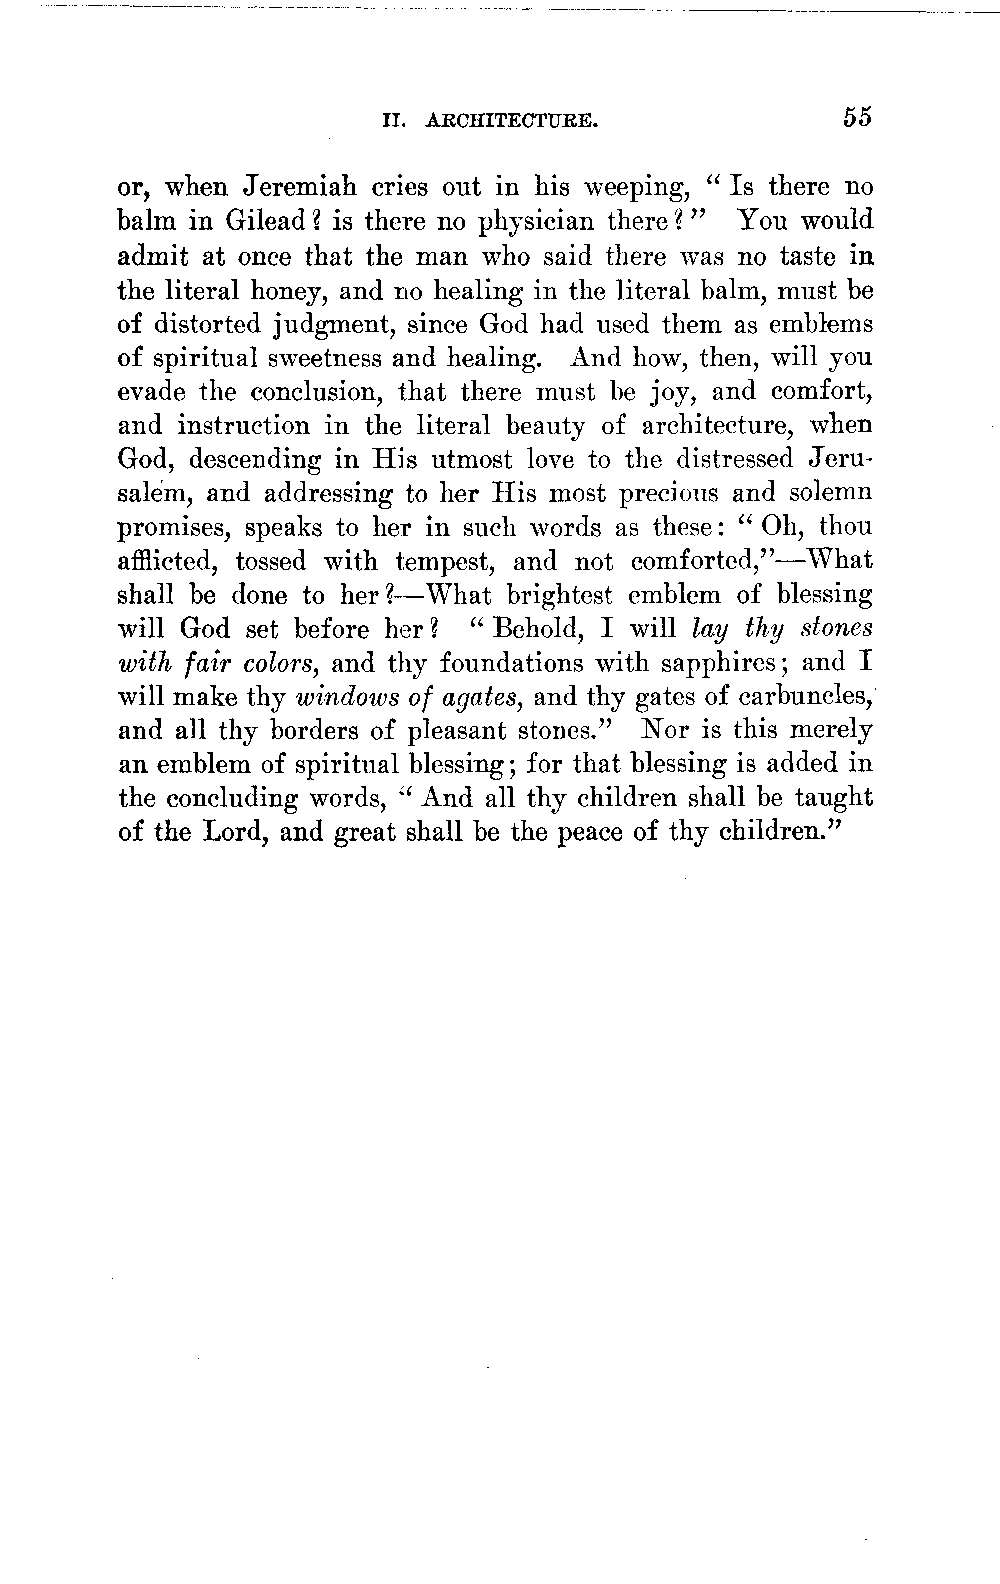 II. ARCHITECTURE. 55
or, when Jeremiah cries out in his weeping, “ Is there no
balm in Gilead? is there no physician there?” You would
admit at once that the man who said there was no taste in
the literal honey, and no healing in the literal balm, must be
of distorted judgment, since God had used them as emblems
of spiritual sweetness and healing. And how, then, will you
evade the conclusion, that there must be joy, and comfort,
and instruction in the literal beauty of architecture, when
God, descending in His utmost love to the distressed Jeru-
salem, and addressing to her His most precious and solemn
promises, speaks to her in such words as these: “ Oh, thou
afflicted, tossed with tempest, and not comforted,”—What
shall be done to her?—What brightest emblem of blessing
will God set before her? “ Behold, I will lay thy stones
with fair colors, and thy foundations with sapphires; and I
will make thy windows of agates, and thy gates of carbuncles,
and all thy borders of pleasant stones.” Nor is this merely
an emblem of spiritual blessing; for that blessing is added in
the concluding words, “ And all thy children shall be taught
of the Lord, and great shall be the peace of thy children.”